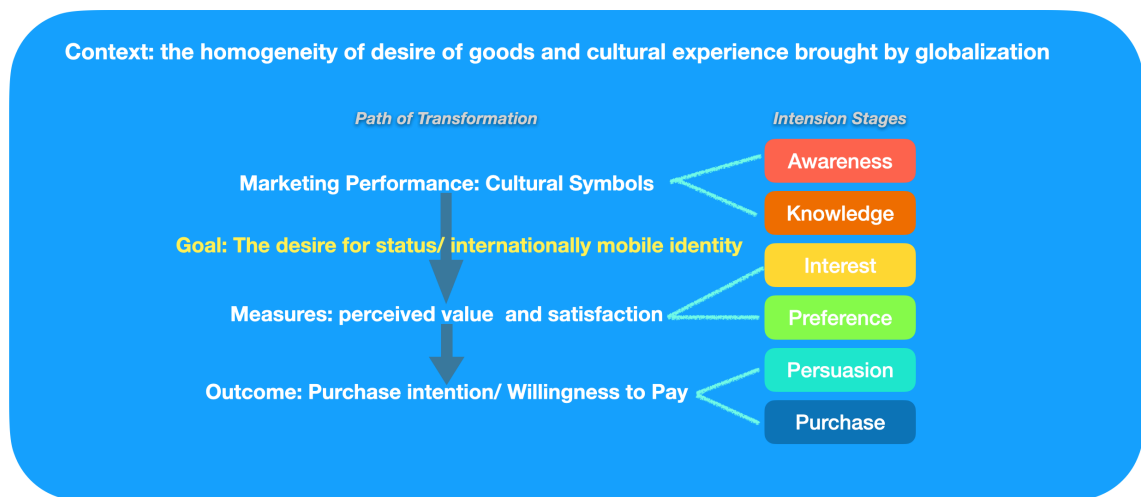 Context: the homogeneity of desire of goods and cultural experience brought by globalization
Path of Transformation
Intension Stages
Marketing Performance: Cultural Symbols
Awareness
Knowledge
Goal: The desire for status/ internationally mobile identity
Interest
Measures: perceived value and satisfaction
Preference
Persuasion
Outcome: Purchase intention/ Willingness to Pay
Purchase